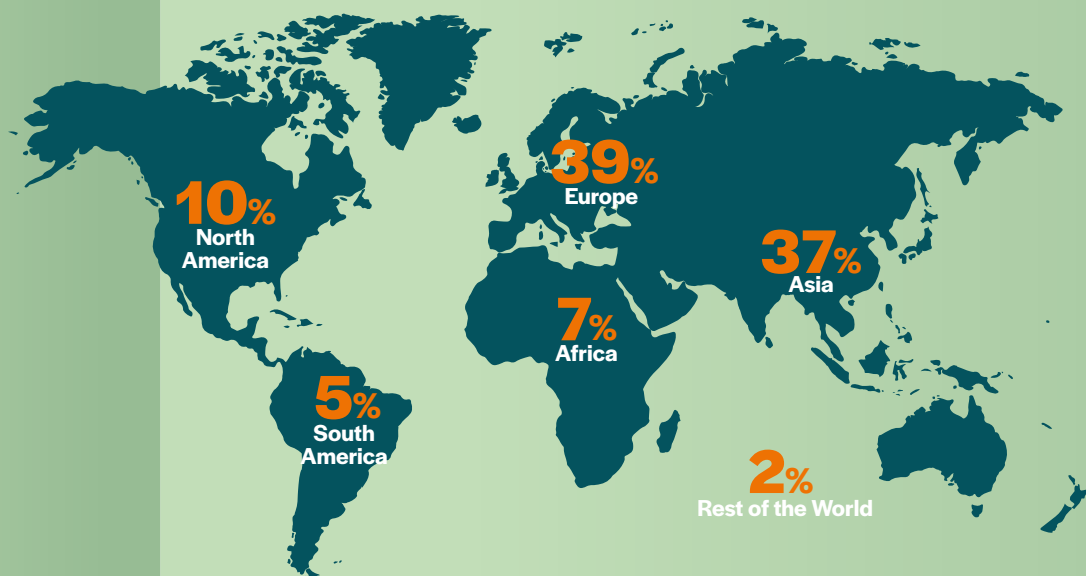 10%
North
America
39%
Europe
37%
Asia
7%
Africa
5%
South
America
2%
Rest of the World